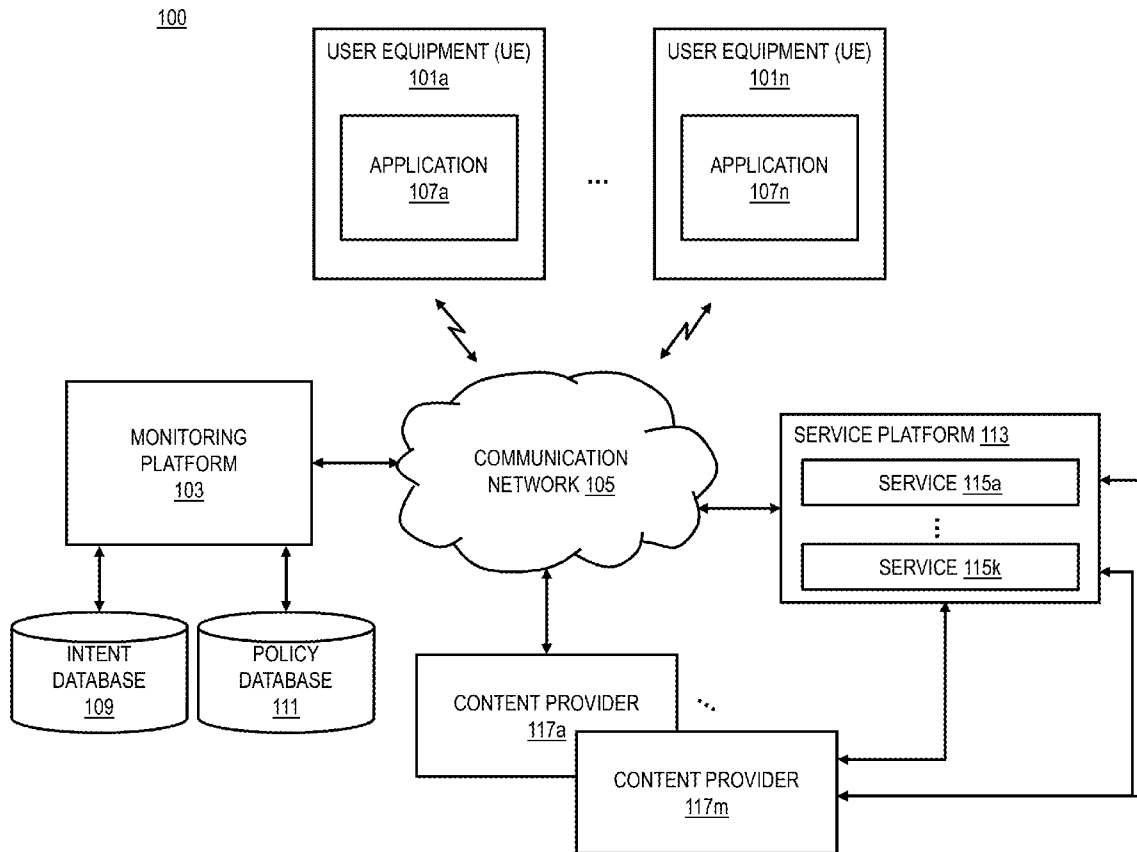 100
USER EQUIPMENT (UE)
101a
APPLICATION
107a
...
USER EQUIPMENT (UE)
101n
APPLICATION
107n
MONITORING
PLATFORM
103
COMMUNICATION
NETWORK 105
SERVICE PLATFORM 113
SERVICE 115a
...
SERVICE 115k
INTENT
DATABASE
109
POLICY
DATABASE
111
CONTENT PROVIDER
117a
...
CONTENT PROVIDER
117m